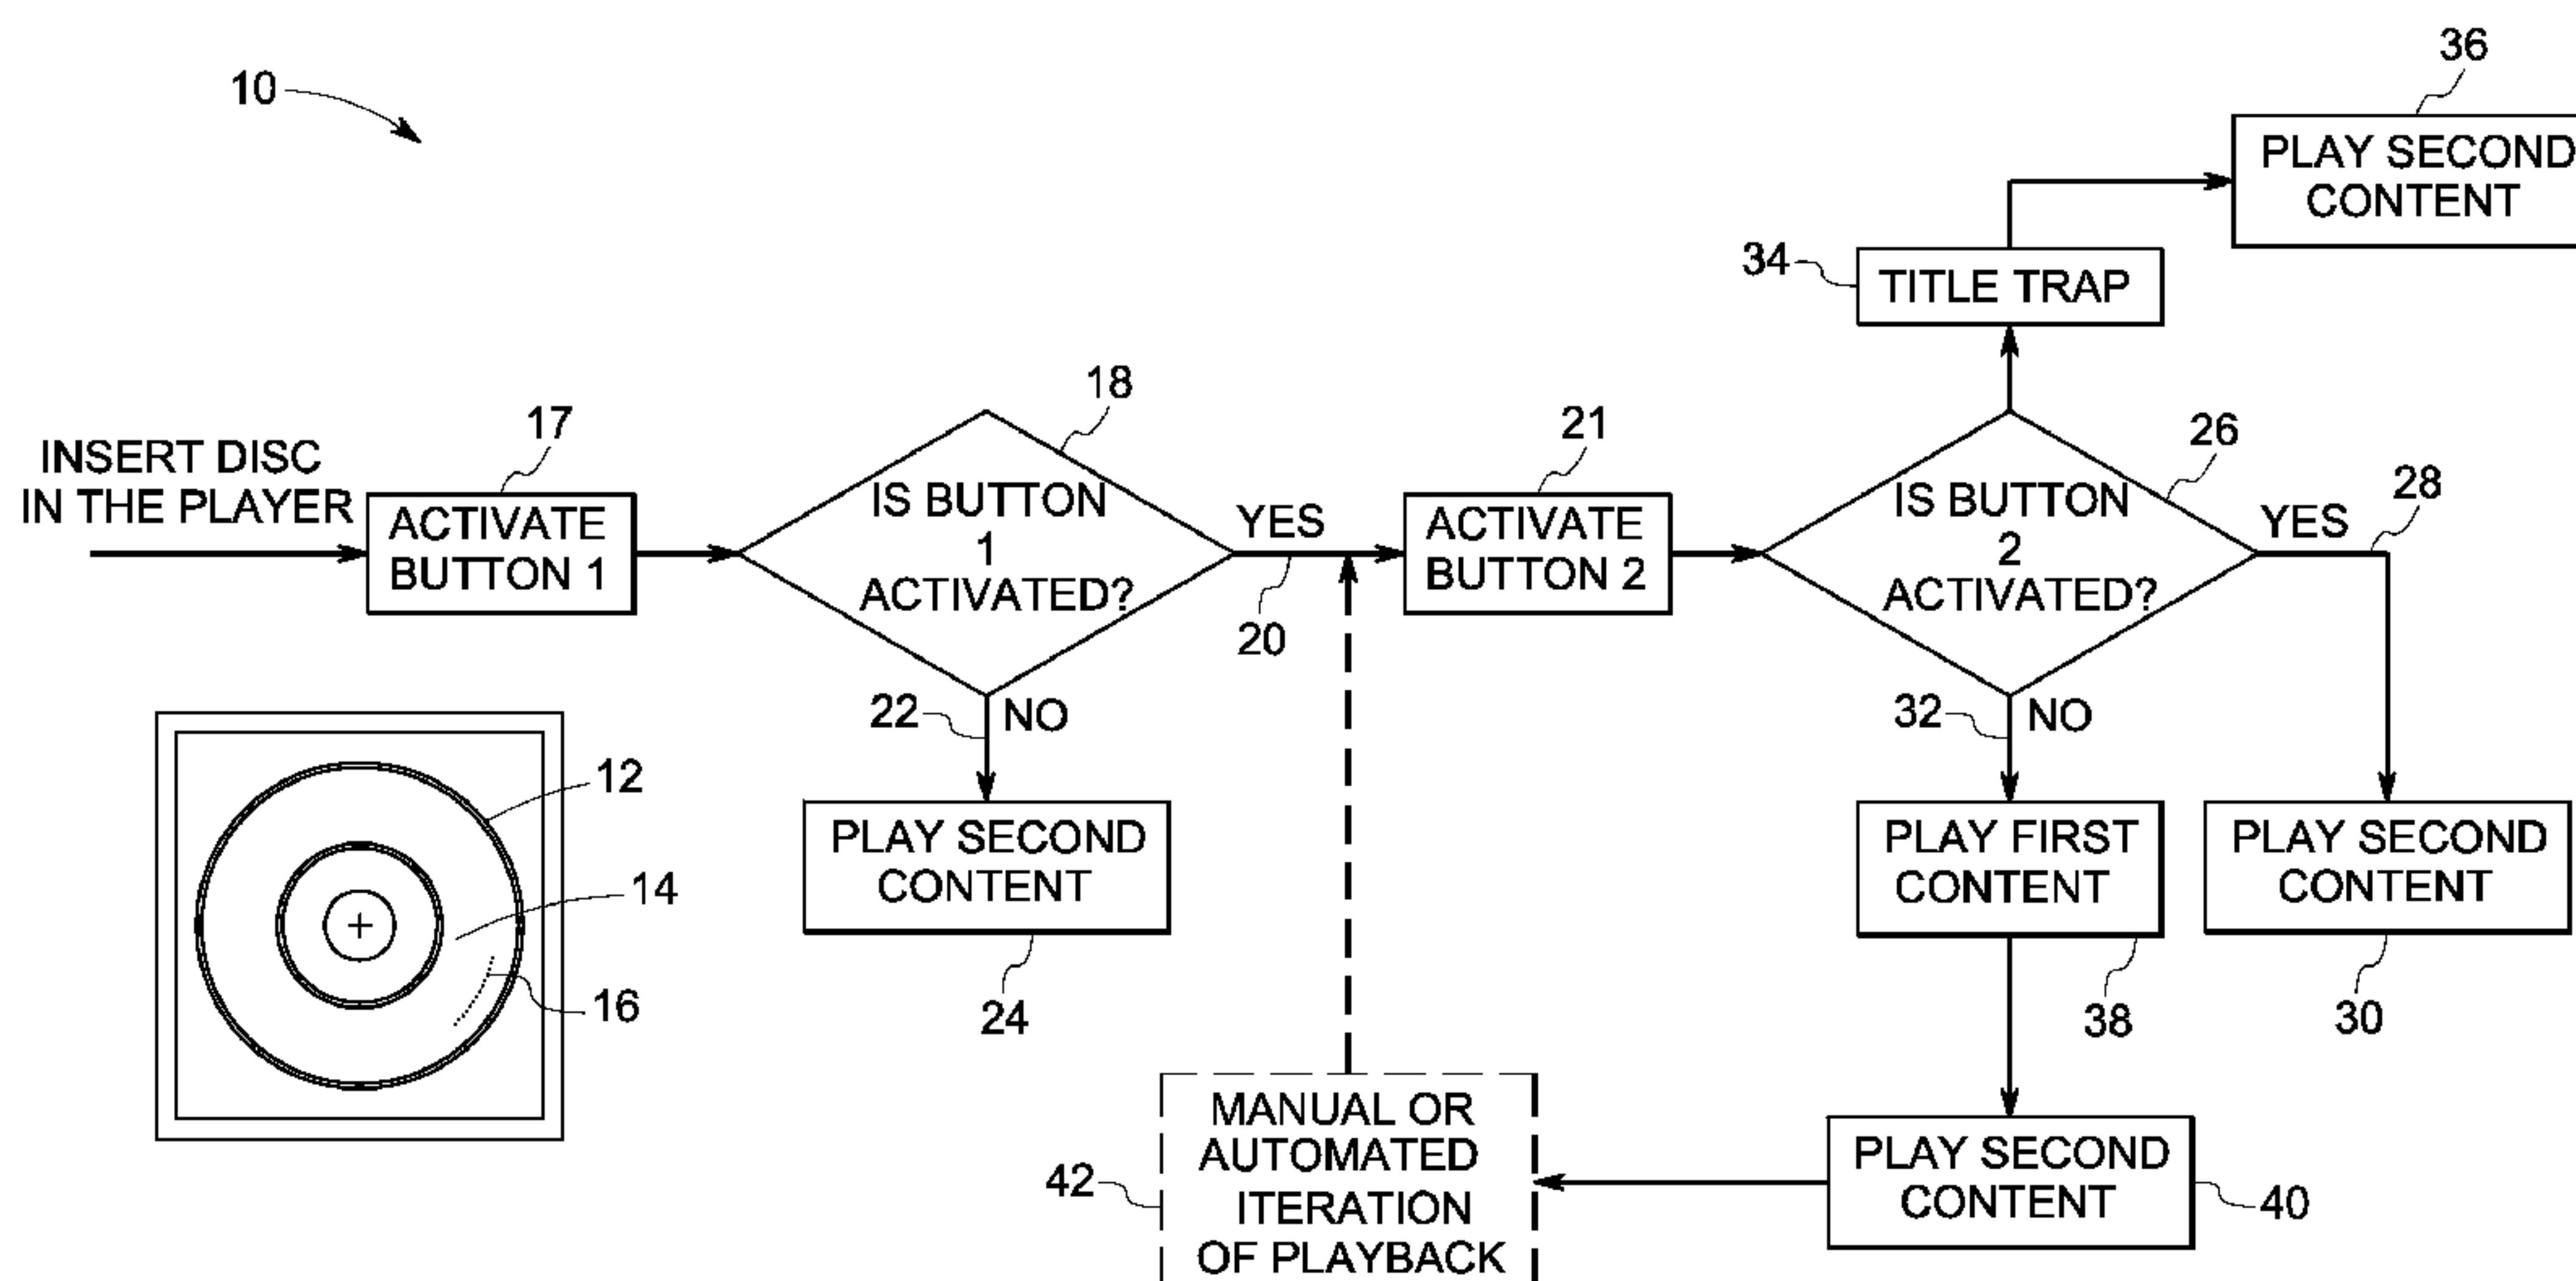 10
36
PLAY SECOND
CONTENT
34
TITLE TRAP
INSERT DISC
IN THE PLAYER
17
ACTIVATE
BUTTON 1
18
IS BUTTON
1
ACTIVATED?
YES
20
21
ACTIVATE
BUTTON 2
26
IS BUTTON
2
ACTIVATED?
YES
28
22
NO
PLAY SECOND
CONTENT
24
32
NO
PLAY FIRST
CONTENT
38
PLAY SECOND
CONTENT
30
12
14
16
42
MANUAL OR
AUTOMATED
ITERATION
OF PLAYBACK
PLAY SECOND
CONTENT
40